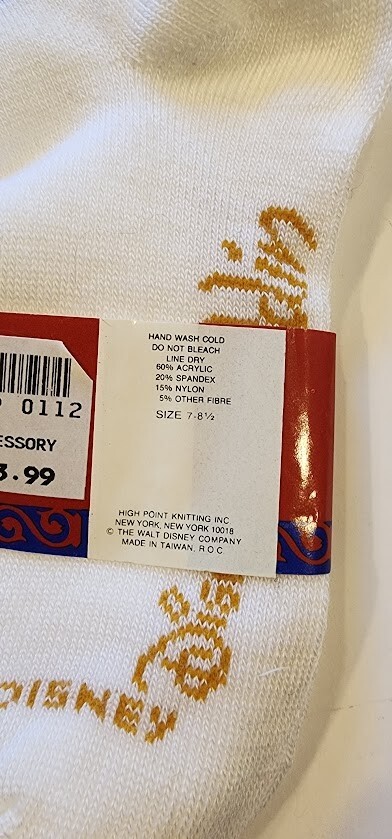 0112
ESSORY
3.99
HAND WASH COLD
DO NOT BLEACH
LINE DRY
60% ACRYLIC
20% SPANDEX
15% NYLON
5% OTHER FIBRE
SIZE 7-8½
HIGH POINT KNITTING INC
NEW YORK, NEW YORK 10018
© THE WALT DISNEY COMPANY
MADE IN TAIWAN, R O C
DISNEY